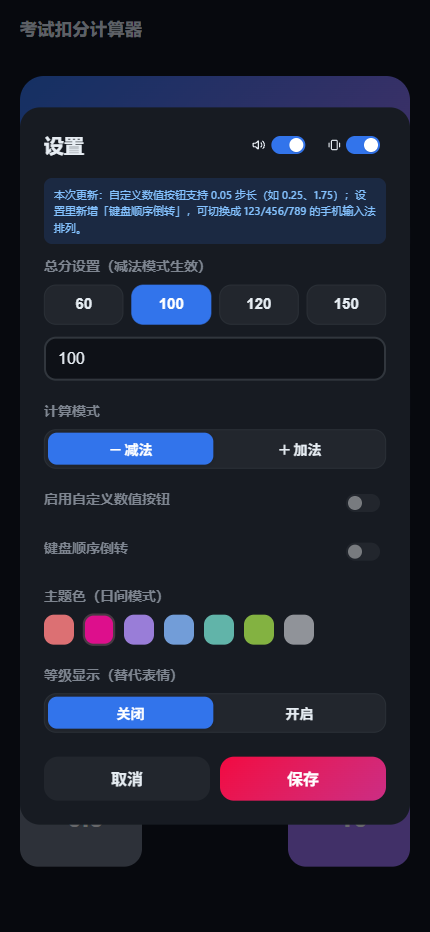 考试扣分计算器
设置
本次更新：自定义数值按钮支持 0.05 步长（如 0.25、1.75）；设
置里新增「键盘顺序倒转」，可切换成 123/456/789 的手机输入法
排列。
总分设置（减法模式生效）
60 100 120 150
100
计算模式
－ 减法 ＋ 加法
启用自定义数值按钮
键盘顺序倒转
主题色（日间模式）
等级显示（替代表情）
关闭 开启
取消 保存